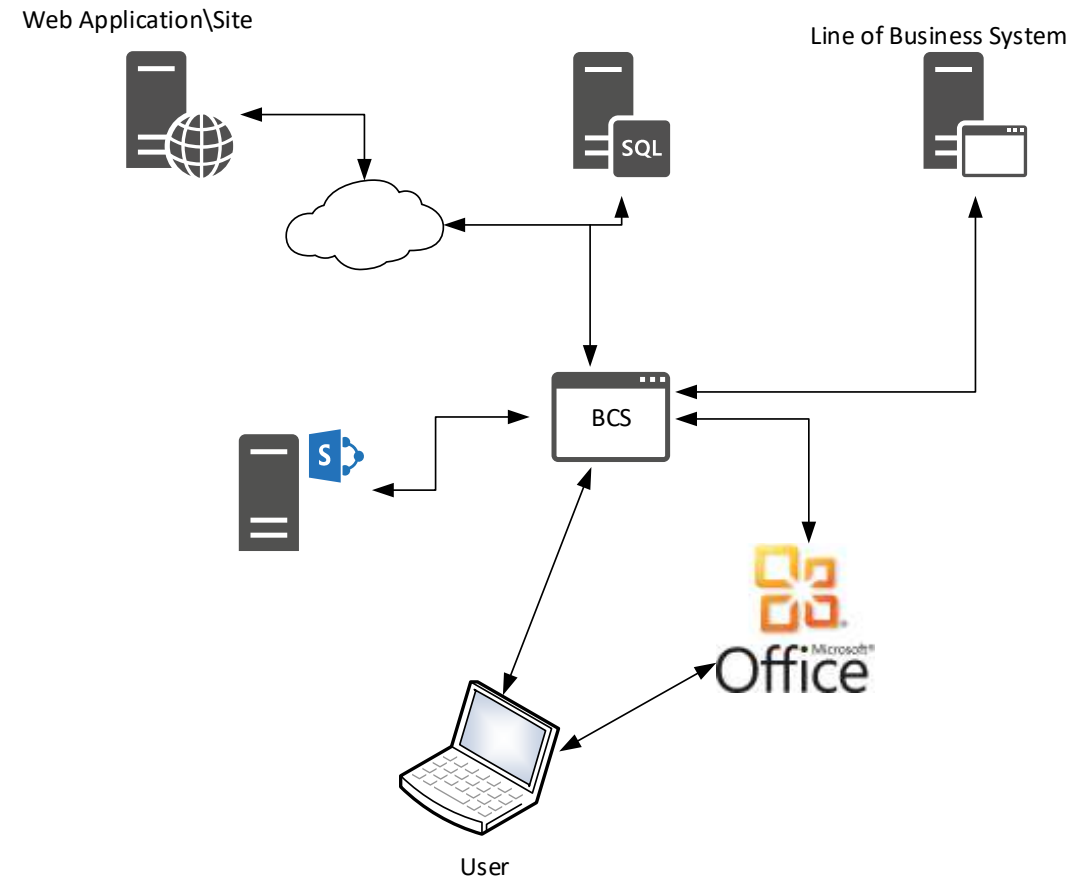 Web Application\Site
Line of Business System
SQL
BCS
S
Microsoft®
Office
User